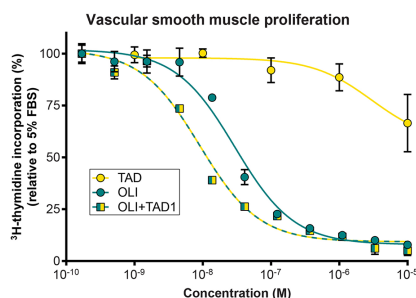 Vascular smooth muscle proliferation
³H-thymidine incorporation (%)
(relative to 5% FBS)
100
75
50
25
0
TAD
OLI
OLI+TAD1
10⁻¹⁰ 10⁻⁹ 10⁻⁸ 10⁻⁷ 10⁻⁶ 10⁻⁵
Concentration (M)